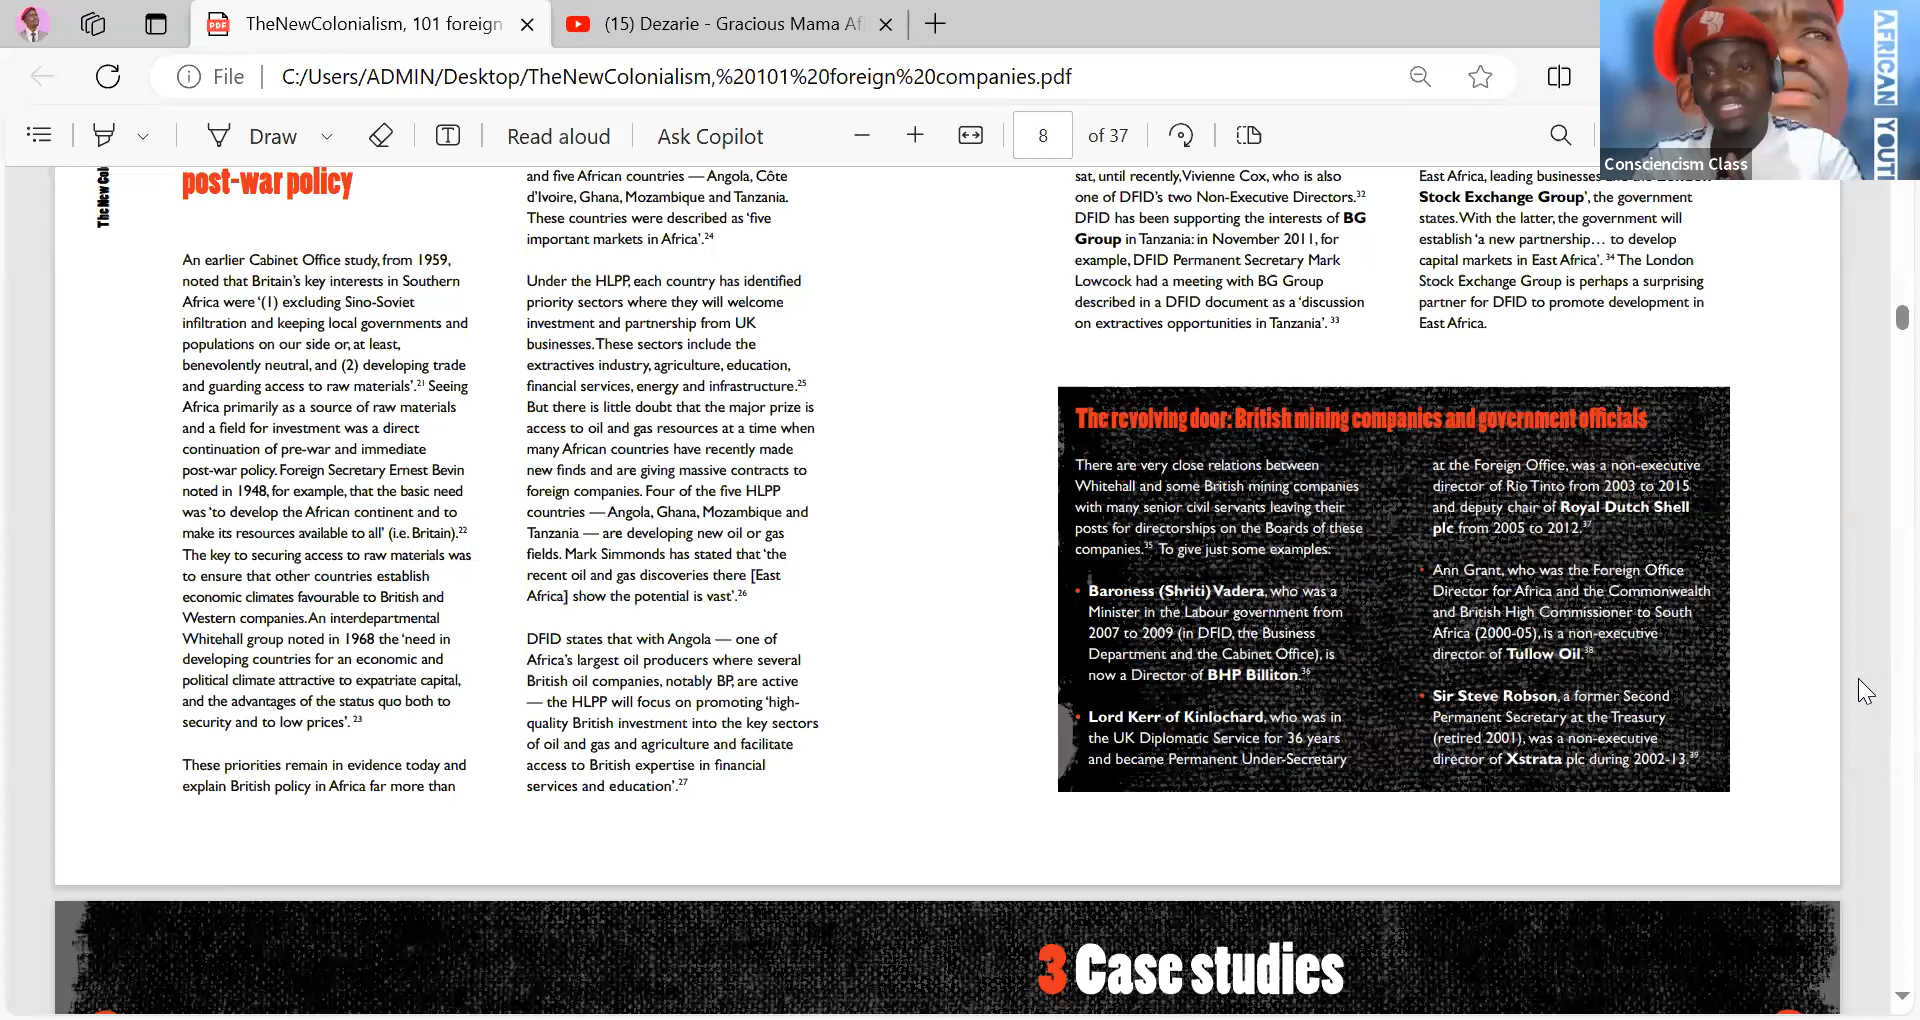 TheNewColonialism, 101 foreign
(15) Dezarie - Gracious Mama Af
File
C:/Users/ADMIN/Desktop/TheNewColonialism,%20101%20foreign%20companies.pdf
Draw
Read aloud
Ask Copilot
8
of 37
Consciencism Class
AFRICAN YOUT
The New Col
post-war policy
An earlier Cabinet Office study, from 1959,
noted that Britain's key interests in Southern
Africa were '(1) excluding Sino-Soviet
infiltration and keeping local governments and
populations on our side or, at least,
benevolently neutral, and (2) developing trade
and guarding access to raw materials'.21 Seeing
Africa primarily as a source of raw materials
and a field for investment was a direct
continuation of pre-war and immediate
post-war policy. Foreign Secretary Ernest Bevin
noted in 1948, for example, that the basic need
was 'to develop the African continent and to
make its resources available to all' (i.e. Britain).22
The key to securing access to raw materials was
to ensure that other countries establish
economic climates favourable to British and
Western companies. An interdepartmental
Whitehall group noted in 1968 the 'need in
developing countries for an economic and
political climate attractive to expatriate capital,
and the advantages of the status quo both to
security and to low prices'. 23
These priorities remain in evidence today and
explain British policy in Africa far more than
and five African countries — Angola, Côte
d'Ivoire, Ghana, Mozambique and Tanzania.
These countries were described as 'five
important markets in Africa'.24
Under the HLPP, each country has identified
priority sectors where they will welcome
investment and partnership from UK
businesses. These sectors include the
extractives industry, agriculture, education,
financial services, energy and infrastructure.25
But there is little doubt that the major prize is
access to oil and gas resources at a time when
many African countries have recently made
new finds and are giving massive contracts to
foreign companies. Four of the five HLPP
countries — Angola, Ghana, Mozambique and
Tanzania — are developing new oil or gas
fields. Mark Simmonds has stated that 'the
recent oil and gas discoveries there [East
Africa] show the potential is vast'.26
DFID states that with Angola — one of
Africa's largest oil producers where several
British oil companies, notably BP, are active
— the HLPP will focus on promoting 'high-
quality British investment into the key sectors
of oil and gas and agriculture and facilitate
access to British expertise in financial
services and education'.27
sat, until recently, Vivienne Cox, who is also
one of DFID's two Non-Executive Directors.32
DFID has been supporting the interests of BG
Group in Tanzania: in November 2011, for
example, DFID Permanent Secretary Mark
Lowcock had a meeting with BG Group
described in a DFID document as a 'discussion
on extractives opportunities in Tanzania'. 33
East Africa, leading businesses
Stock Exchange Group', the government
states. With the latter, the government will
establish 'a new partnership… to develop
capital markets in East Africa'. 34 The London
Stock Exchange Group is perhaps a surprising
partner for DFID to promote development in
East Africa.
The revolving door: British mining companies and government officials
There are very close relations between
Whitehall and some British mining companies
with many senior civil servants leaving their
posts for directorships on the Boards of these
companies.35 To give just some examples:
• Baroness (Shriti) Vadera, who was a
Minister in the Labour government from
2007 to 2009 (in DFID, the Business
Department and the Cabinet Office), is
now a Director of BHP Billiton.36
• Lord Kerr of Kinlochard, who was in
the UK Diplomatic Service for 36 years
and became Permanent Under-Secretary
at the Foreign Office, was a non-executive
director of Rio Tinto from 2003 to 2015
and deputy chair of Royal Dutch Shell
plc from 2005 to 2012.37
• Ann Grant, who was the Foreign Office
Director for Africa and the Commonwealth
and British High Commissioner to South
Africa (2000-05), is a non-executive
director of Tullow Oil.38
• Sir Steve Robson, a former Second
Permanent Secretary at the Treasury
(retired 2001), was a non-executive
director of Xstrata plc during 2002-13.39
3 Case studies